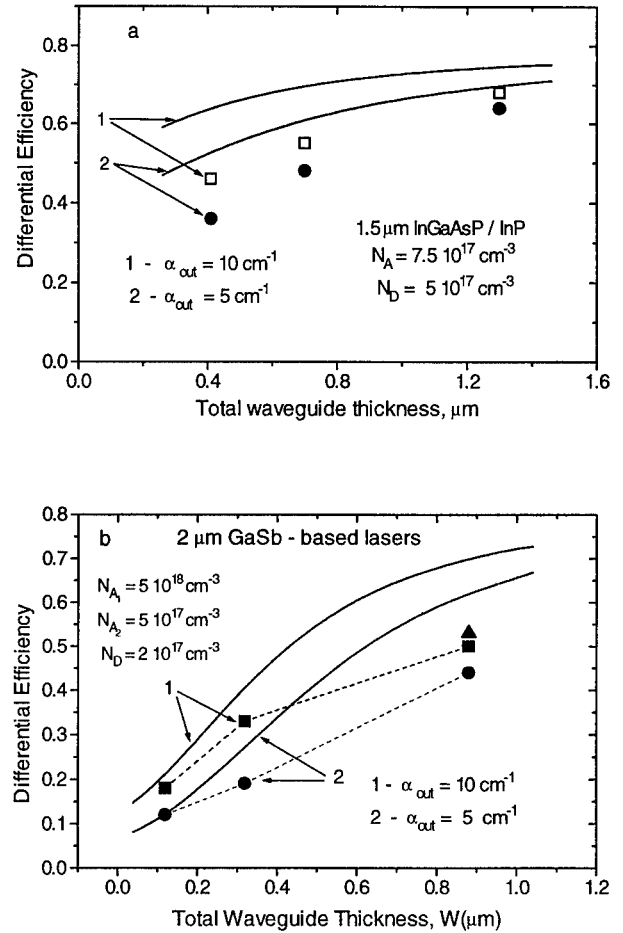 a
0.8
0.6
0.4
0.2
0.0
Differential Efficiency
1
2
1.5 μm InGaAsP / InP
N_A = 7.5 10^17 cm^-3
N_D = 5 10^17 cm^-3
1 - α_out = 10 cm^-1
2 - α_out = 5 cm^-1
0.0 0.4 0.8 1.2 1.6
Total waveguide thickness, μm
b 2 μm GaSb - based lasers
0.8
0.7
0.6
0.5
0.4
0.3
0.2
0.1
0.0
Differential Efficiency
N_A1 = 5 10^18 cm^-3
N_A2 = 5 10^17 cm^-3
N_D = 2 10^17 cm^-3
1
2
1 - α_out = 10 cm^-1
2 - α_out = 5 cm^-1
0.0 0.2 0.4 0.6 0.8 1.0 1.2
Total Waveguide Thickness, W(μm)